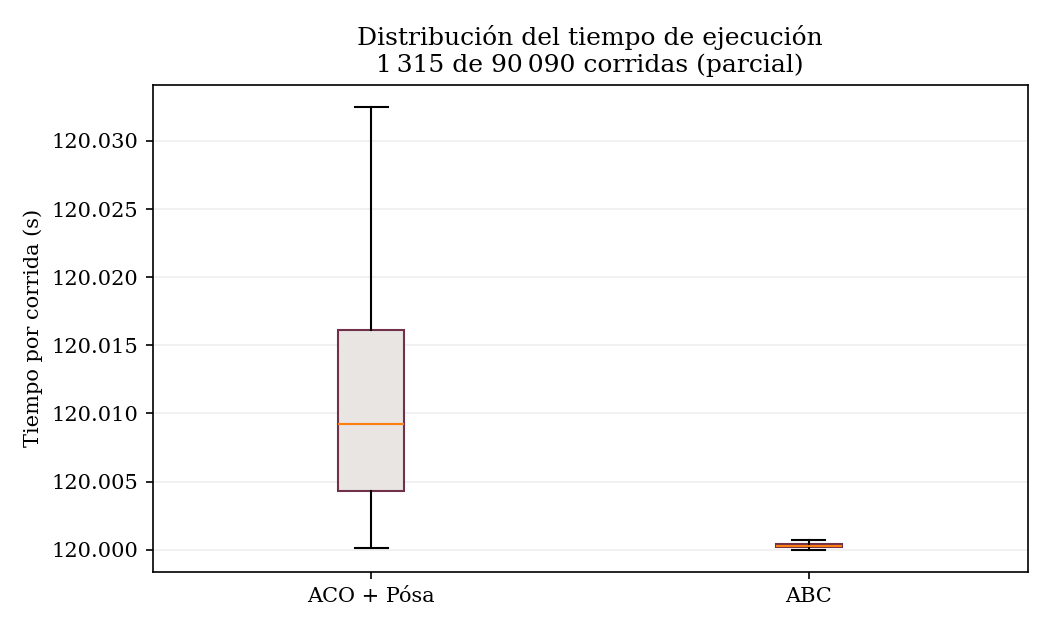 Distribución del tiempo de ejecución
1 315 de 90 090 corridas (parcial)
Tiempo por corrida (s)
120.030
120.025
120.020
120.015
120.010
120.005
120.000
ACO + Pósa
ABC